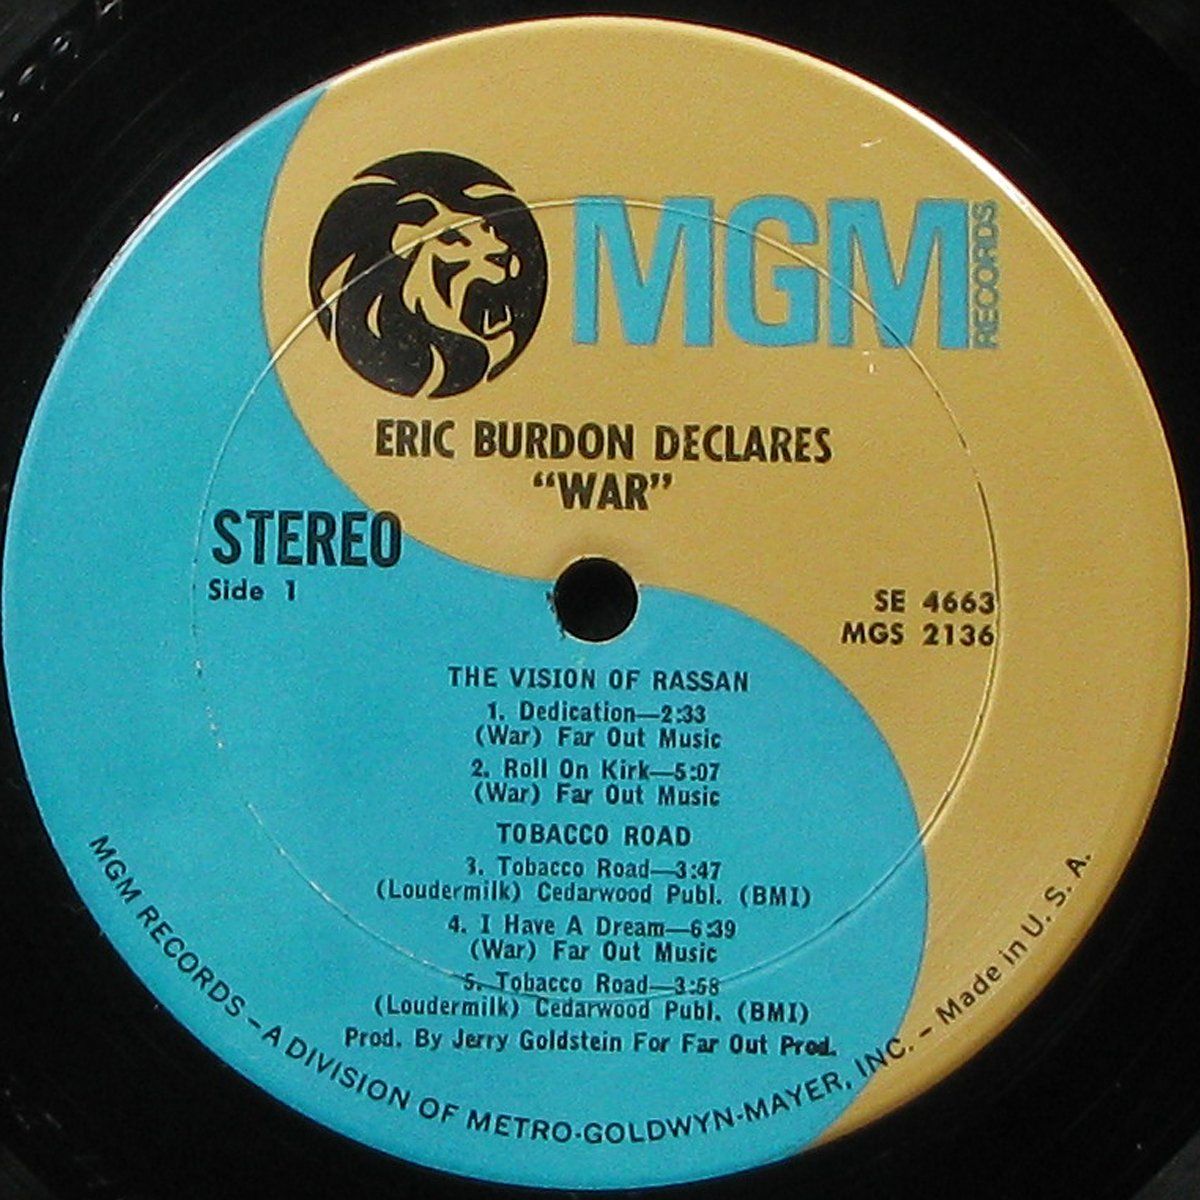 MGM
RECORDS
ERIC BURDON DECLARES
“WAR”
STEREO
Side 1
SE 4663
MGS 2136
THE VISION OF RASSAN
1. Dedication—2:33
(War) Far Out Music
2. Roll On Kirk—5:07
(War) Far Out Music
TOBACCO ROAD
3. Tobacco Road—3:47
(Loudermilk) Cedarwood Publ. (BMI)
4. I Have A Dream—6:39
(War) Far Out Music
5. Tobacco Road—3:58
(Loudermilk) Cedarwood Publ. (BMI)
Prod. By Jerry Goldstein For Far Out Prod.
MGM RECORDS – A DIVISION OF METRO-GOLDWYN-MAYER, INC. – Made in U. S. A.